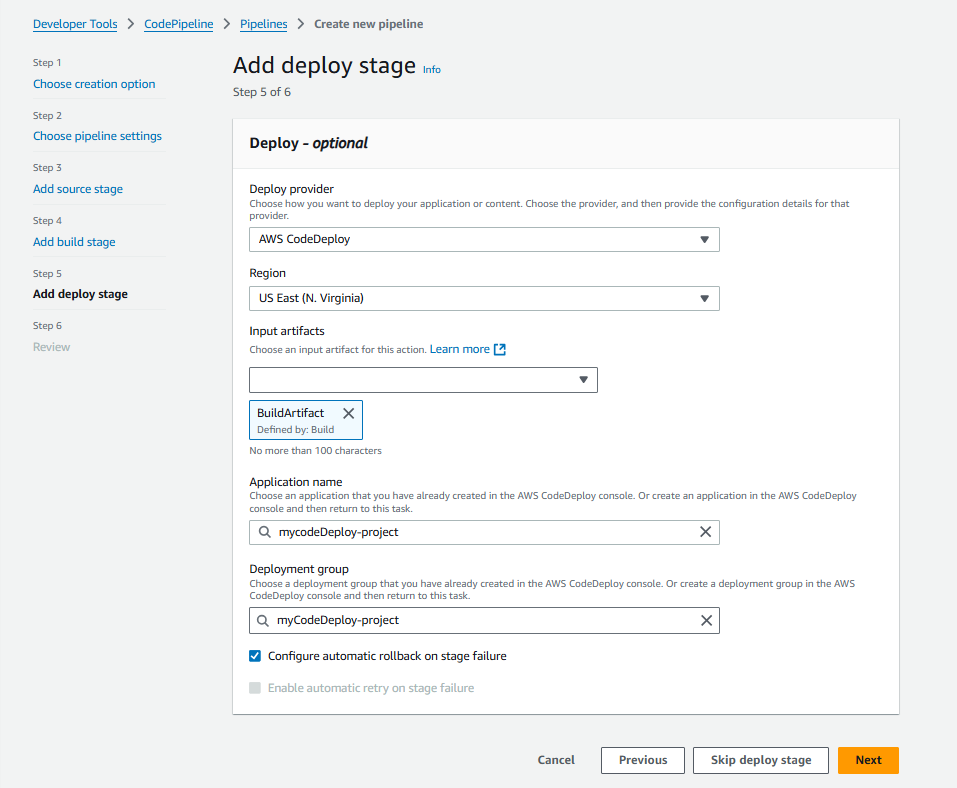 Developer Tools > CodePipeline > Pipelines > Create new pipeline
Step 1
Choose creation option
Step 2
Choose pipeline settings
Step 3
Add source stage
Step 4
Add build stage
Step 5
Add deploy stage
Step 6
Review
Add deploy stage Info
Step 5 of 6
Deploy - optional
Deploy provider
Choose how you want to deploy your application or content. Choose the provider, and then provide the configuration details for that
provider.
AWS CodeDeploy
Region
US East (N. Virginia)
Input artifacts
Choose an input artifact for this action. Learn more
BuildArtifact
Defined by: Build
No more than 100 characters
Application name
Choose an application that you have already created in the AWS CodeDeploy console. Or create an application in the AWS CodeDeploy
console and then return to this task.
mycodeDeploy-project
Deployment group
Choose a deployment group that you have already created in the AWS CodeDeploy console. Or create a deployment group in the AWS
CodeDeploy console and then return to this task.
myCodeDeploy-project
Configure automatic rollback on stage failure
Enable automatic retry on stage failure
Cancel Previous Skip deploy stage Next